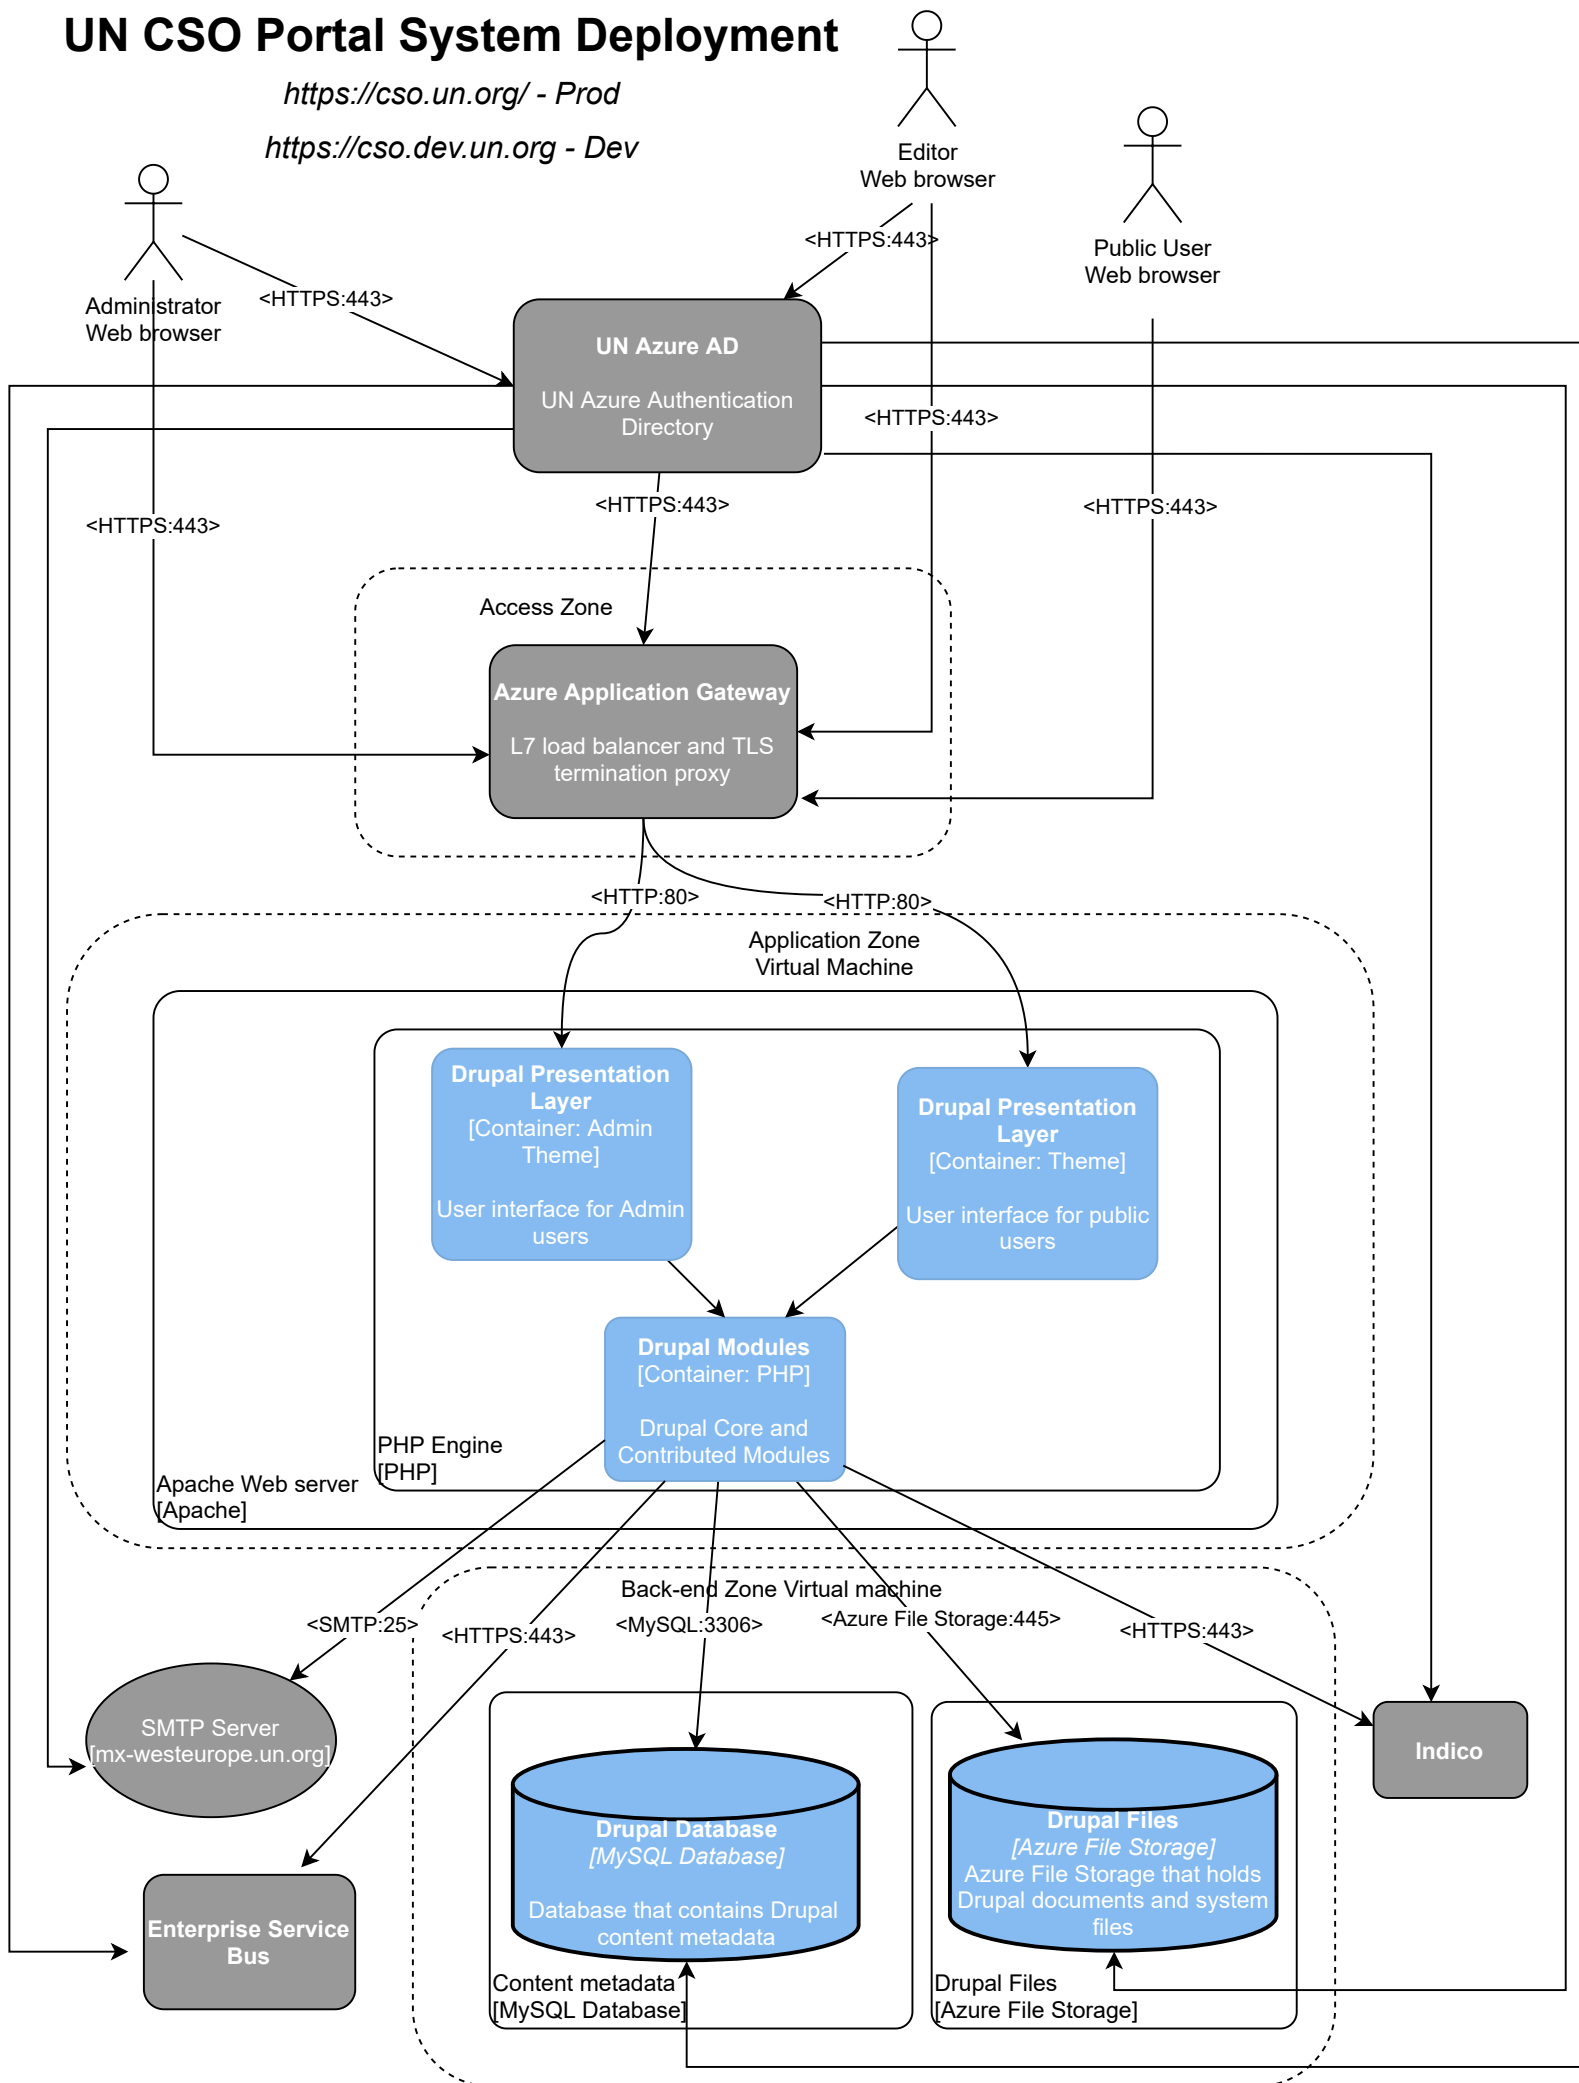 UN CSO Portal System Deployment
https://cso.un.org/ - Prod
https://cso.dev.un.org - Dev
Editor
Web browser
Public User
Web browser
Administrator
Web browser
<HTTPS:443>
<HTTPS:443>
UN Azure AD
UN Azure Authentication
Directory
<HTTPS:443>
<HTTPS:443>
<HTTPS:443>
<HTTPS:443>
Access Zone
Azure Application Gateway
L7 load balancer and TLS
termination proxy
<HTTP:80>
<HTTP:80>
Application Zone
Virtual Machine
Drupal Presentation
Layer
[Container: Admin
Theme]
User interface for Admin
users
Drupal Presentation
Layer
[Container: Theme]
User interface for public
users
Drupal Modules
[Container: PHP]
Drupal Core and
Contributed Modules
PHP Engine
[PHP]
Apache Web server
[Apache]
Back-end Zone Virtual machine
<SMTP:25>
<HTTPS:443>
<MySQL:3306>
<Azure File Storage:445>
<HTTPS:443>
SMTP Server
[mx-westeurope.un.org]
Indico
Drupal Database
[MySQL Database]
Database that contains Drupal
content metadata
Drupal Files
[Azure File Storage]
Azure File Storage that holds
Drupal documents and system
files
Enterprise Service
Bus
Content metadata
[MySQL Database]
Drupal Files
[Azure File Storage]